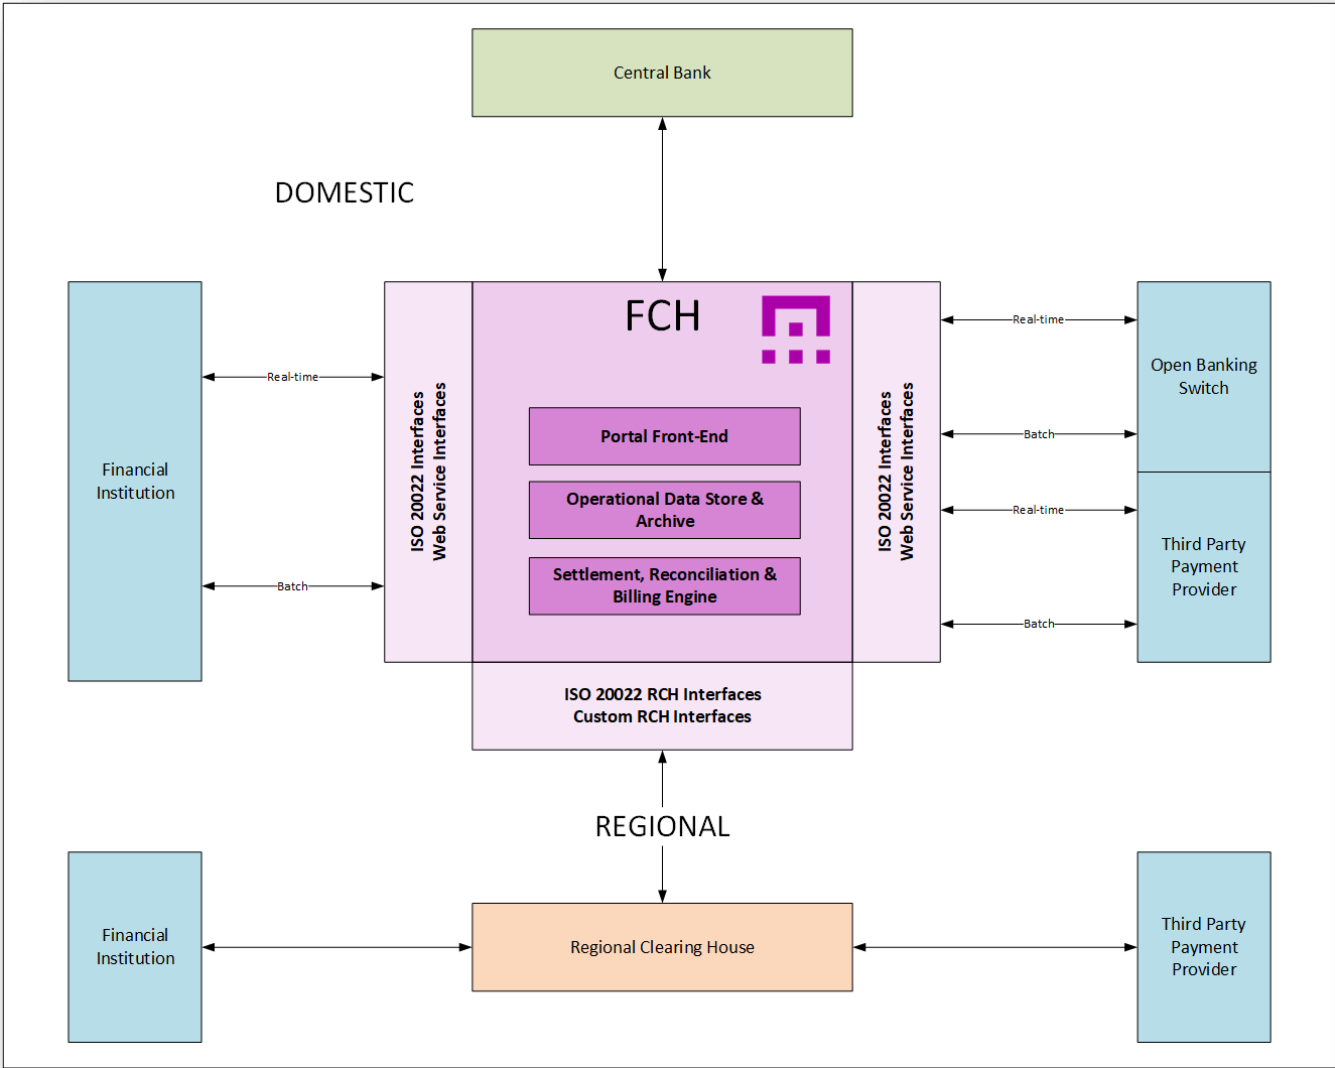 Central Bank
DOMESTIC
FCH
Real-time
Real-time
Open Banking
Switch
ISO 20022 Interfaces
Web Service Interfaces
Portal Front-End
ISO 20022 Interfaces
Web Service Interfaces
Batch
Financial
Institution
Operational Data Store &
Archive
Real-time
Third Party
Payment
Provider
Batch
Settlement, Reconciliation &
Billing Engine
Batch
ISO 20022 RCH Interfaces
Custom RCH Interfaces
REGIONAL
Financial
Institution
Regional Clearing House
Third Party
Payment
Provider